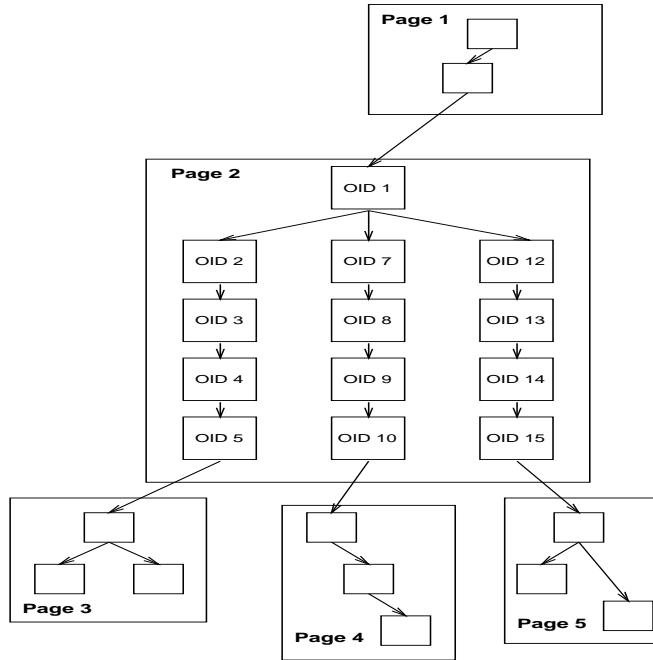 Page 1
Page 2
OID 1
OID 2
OID 7
OID 12
OID 3
OID 8
OID 13
OID 4
OID 9
OID 14
OID 5
OID 10
OID 15
Page 3
Page 4
Page 5